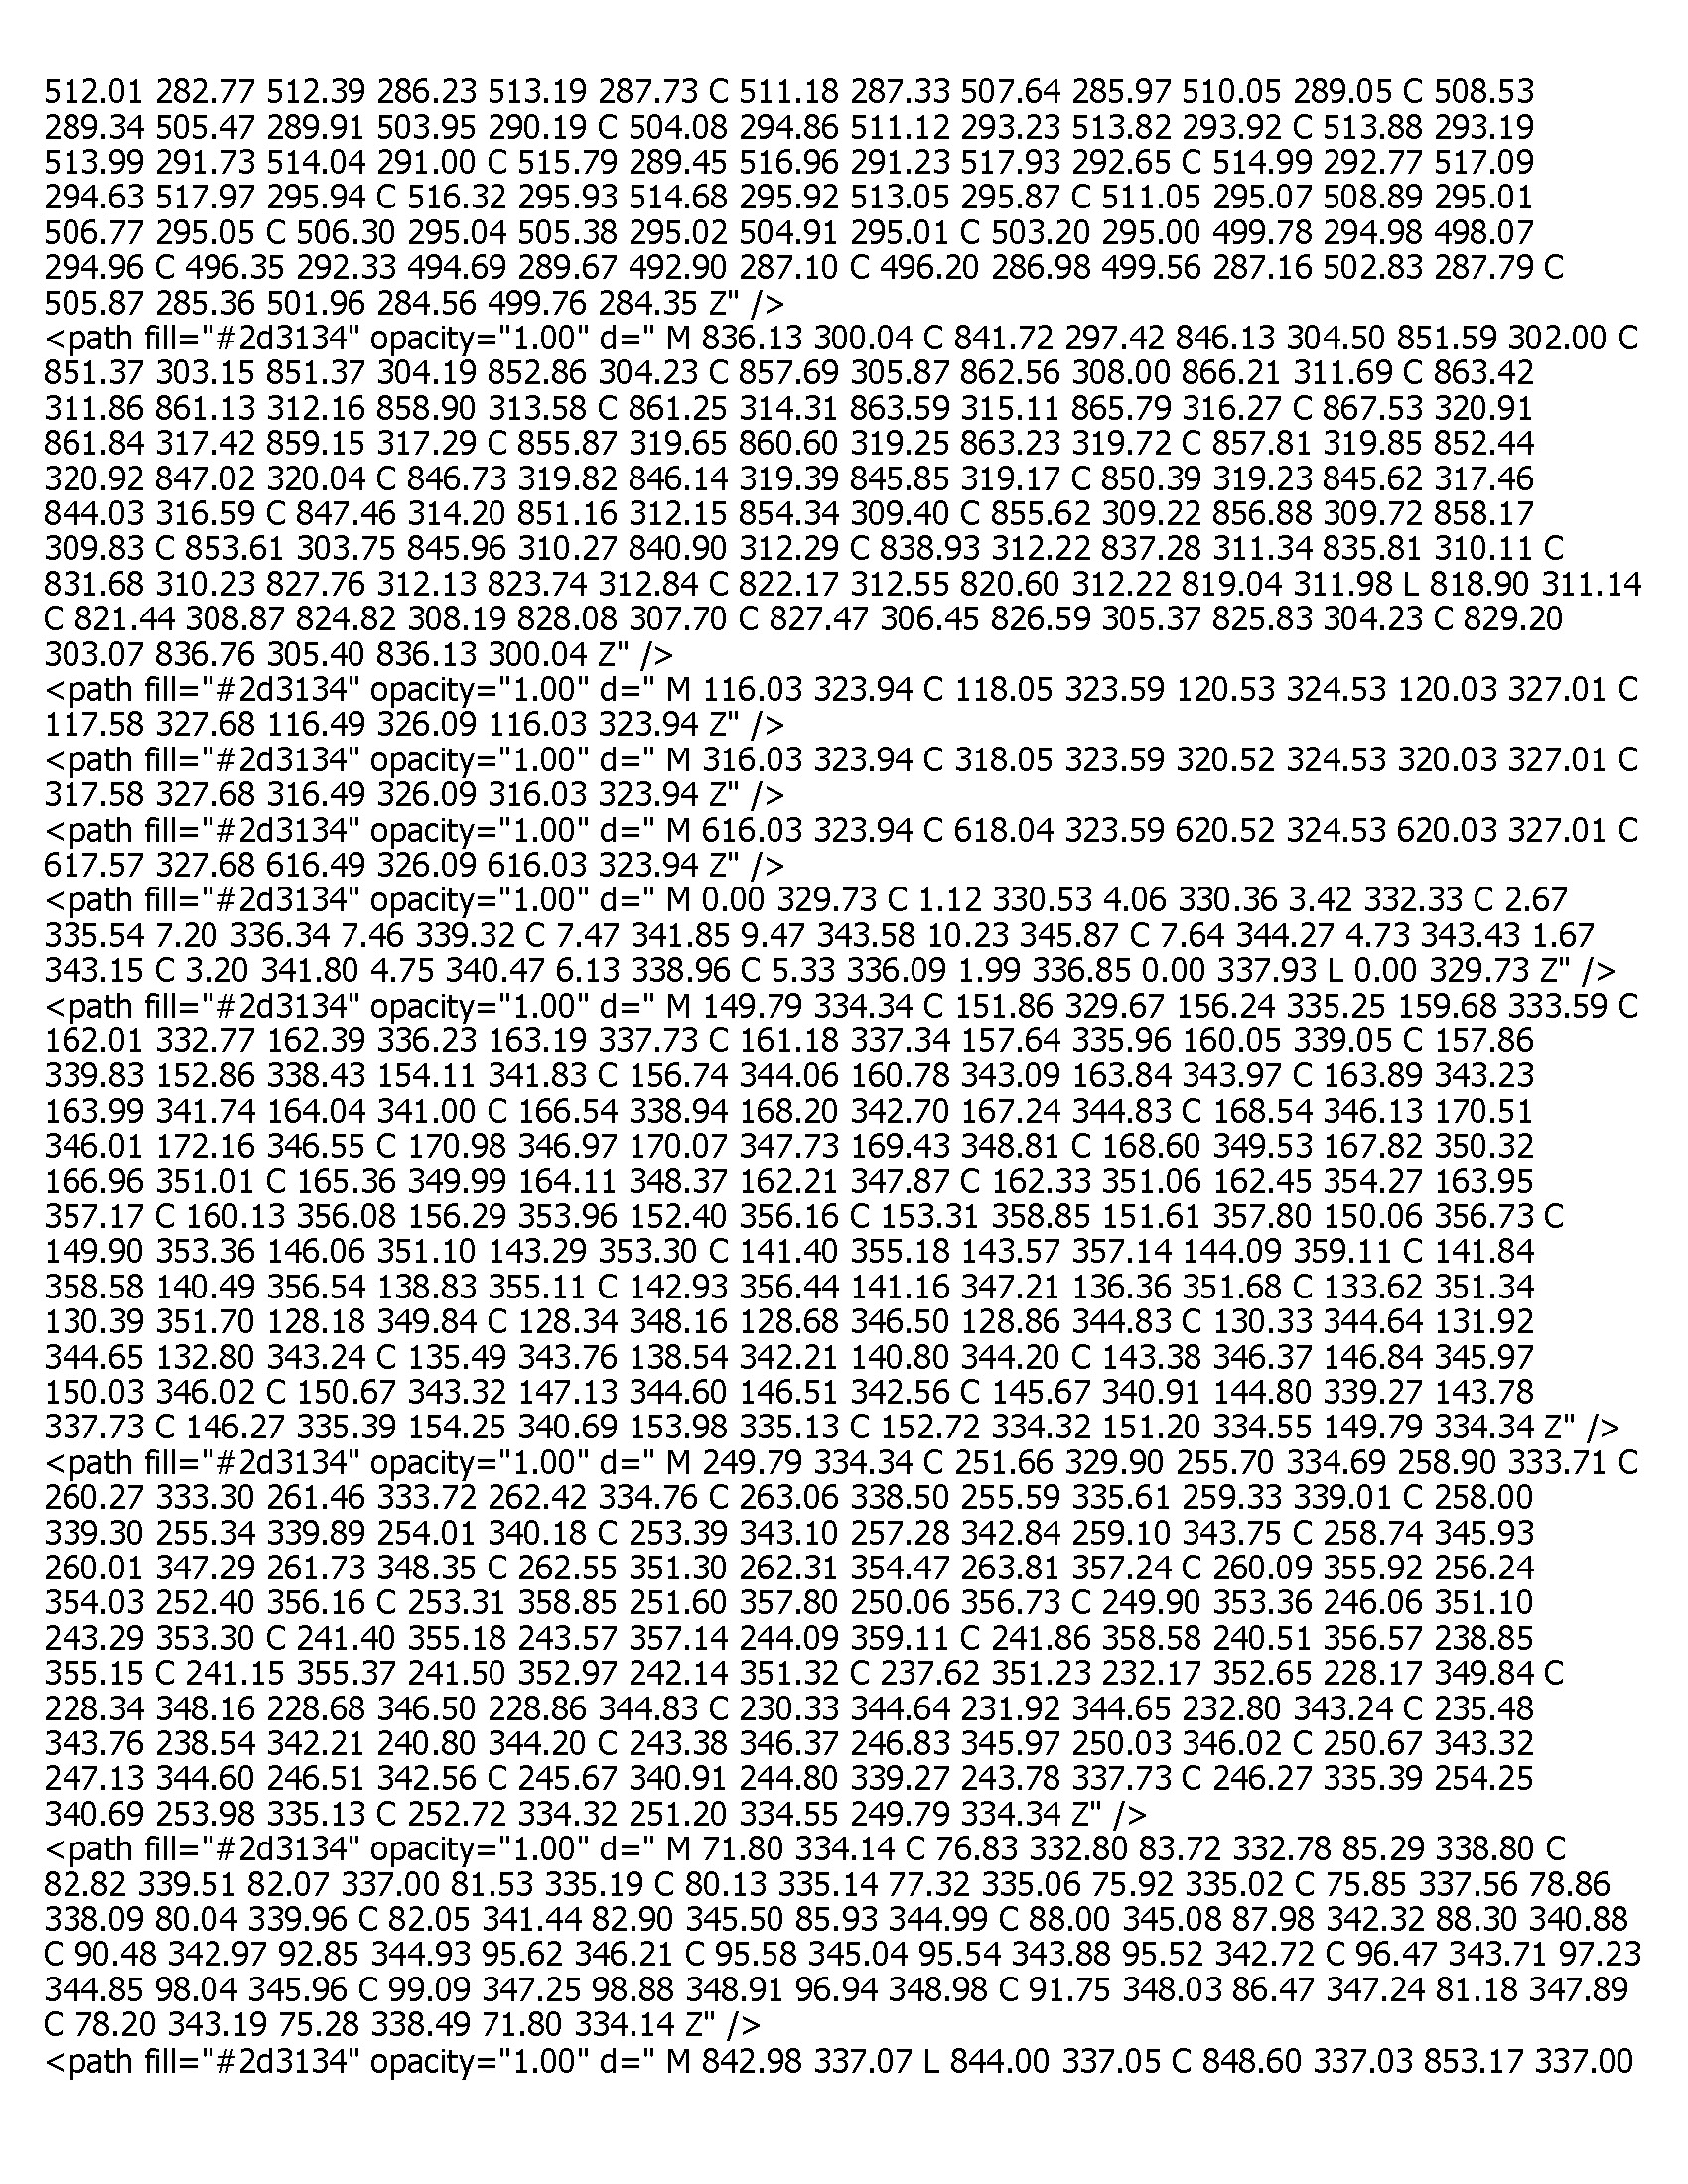 512.01 282.77 512.39 286.23 513.19 287.73 C 511.18 287.33 507.64 285.97 510.05 289.05 C 508.53
289.34 505.47 289.91 503.95 290.19 C 504.08 294.86 511.12 293.23 513.82 293.92 C 513.88 293.19
513.99 291.73 514.04 291.00 C 515.79 289.45 516.96 291.23 517.93 292.65 C 514.99 292.77 517.09
294.63 517.97 295.94 C 516.32 295.93 514.68 295.92 513.05 295.87 C 511.05 295.07 508.89 295.01
506.77 295.05 C 506.30 295.04 505.38 295.02 504.91 295.01 C 503.20 295.00 499.78 294.98 498.07
294.96 C 496.35 292.33 494.69 289.67 492.90 287.10 C 496.20 286.98 499.56 287.16 502.83 287.79 C
505.87 285.36 501.96 284.56 499.76 284.35 Z" />
<path fill="#2d3134" opacity="1.00" d=" M 836.13 300.04 C 841.72 297.42 846.13 304.50 851.59 302.00 C
851.37 303.15 851.37 304.19 852.86 304.23 C 857.69 305.87 862.56 308.00 866.21 311.69 C 863.42
311.86 861.13 312.16 858.90 313.58 C 861.25 314.31 863.59 315.11 865.79 316.27 C 867.53 320.91
861.84 317.42 859.15 317.29 C 855.87 319.65 860.60 319.25 863.23 319.72 C 857.81 319.85 852.44
320.92 847.02 320.04 C 846.73 319.82 846.14 319.39 845.85 319.17 C 850.39 319.23 845.62 317.46
844.03 316.59 C 847.46 314.20 851.16 312.15 854.34 309.40 C 855.62 309.22 856.88 309.72 858.17
309.83 C 853.61 303.75 845.96 310.27 840.90 312.29 C 838.93 312.22 837.28 311.34 835.81 310.11 C
831.68 310.23 827.76 312.13 823.74 312.84 C 822.17 312.55 820.60 312.22 819.04 311.98 L 818.90 311.14
C 821.44 308.87 824.82 308.19 828.08 307.70 C 827.47 306.45 826.59 305.37 825.83 304.23 C 829.20
303.07 836.76 305.40 836.13 300.04 Z" />
<path fill="#2d3134" opacity="1.00" d=" M 116.03 323.94 C 118.05 323.59 120.53 324.53 120.03 327.01 C
117.58 327.68 116.49 326.09 116.03 323.94 Z" />
<path fill="#2d3134" opacity="1.00" d=" M 316.03 323.94 C 318.05 323.59 320.52 324.53 320.03 327.01 C
317.58 327.68 316.49 326.09 316.03 323.94 Z" />
<path fill="#2d3134" opacity="1.00" d=" M 616.03 323.94 C 618.04 323.59 620.52 324.53 620.03 327.01 C
617.57 327.68 616.49 326.09 616.03 323.94 Z" />
<path fill="#2d3134" opacity="1.00" d=" M 0.00 329.73 C 1.12 330.53 4.06 330.36 3.42 332.33 C 2.67
335.54 7.20 336.34 7.46 339.32 C 7.47 341.85 9.47 343.58 10.23 345.87 C 7.64 344.27 4.73 343.43 1.67
343.15 C 3.20 341.80 4.75 340.47 6.13 338.96 C 5.33 336.09 1.99 336.85 0.00 337.93 L 0.00 329.73 Z" />
<path fill="#2d3134" opacity="1.00" d=" M 149.79 334.34 C 151.86 329.67 156.24 335.25 159.68 333.59 C
162.01 332.77 162.39 336.23 163.19 337.73 C 161.18 337.34 157.64 335.96 160.05 339.05 C 157.86
339.83 152.86 338.43 154.11 341.83 C 156.74 344.06 160.78 343.09 163.84 343.97 C 163.89 343.23
163.99 341.74 164.04 341.00 C 166.54 338.94 168.20 342.70 167.24 344.83 C 168.54 346.13 170.51
346.01 172.16 346.55 C 170.98 346.97 170.07 347.73 169.43 348.81 C 168.60 349.53 167.82 350.32
166.96 351.01 C 165.36 349.99 164.11 348.37 162.21 347.87 C 162.33 351.06 162.45 354.27 163.95
357.17 C 160.13 356.08 156.29 353.96 152.40 356.16 C 153.31 358.85 151.61 357.80 150.06 356.73 C
149.90 353.36 146.06 351.10 143.29 353.30 C 141.40 355.18 143.57 357.14 144.09 359.11 C 141.84
358.58 140.49 356.54 138.83 355.11 C 142.93 356.44 141.16 347.21 136.36 351.68 C 133.62 351.34
130.39 351.70 128.18 349.84 C 128.34 348.16 128.68 346.50 128.86 344.83 C 130.33 344.64 131.92
344.65 132.80 343.24 C 135.49 343.76 138.54 342.21 140.80 344.20 C 143.38 346.37 146.84 345.97
150.03 346.02 C 150.67 343.32 147.13 344.60 146.51 342.56 C 145.67 340.91 144.80 339.27 143.78
337.73 C 146.27 335.39 154.25 340.69 153.98 335.13 C 152.72 334.32 151.20 334.55 149.79 334.34 Z" />
<path fill="#2d3134" opacity="1.00" d=" M 249.79 334.34 C 251.66 329.90 255.70 334.69 258.90 333.71 C
260.27 333.30 261.46 333.72 262.42 334.76 C 263.06 338.50 255.59 335.61 259.33 339.01 C 258.00
339.30 255.34 339.89 254.01 340.18 C 253.39 343.10 257.28 342.84 259.10 343.75 C 258.74 345.93
260.01 347.29 261.73 348.35 C 262.55 351.30 262.31 354.47 263.81 357.24 C 260.09 355.92 256.24
354.03 252.40 356.16 C 253.31 358.85 251.60 357.80 250.06 356.73 C 249.90 353.36 246.06 351.10
243.29 353.30 C 241.40 355.18 243.57 357.14 244.09 359.11 C 241.86 358.58 240.51 356.57 238.85
355.15 C 241.15 355.37 241.50 352.97 242.14 351.32 C 237.62 351.23 232.17 352.65 228.17 349.84 C
228.34 348.16 228.68 346.50 228.86 344.83 C 230.33 344.64 231.92 344.65 232.80 343.24 C 235.48
343.76 238.54 342.21 240.80 344.20 C 243.38 346.37 246.83 345.97 250.03 346.02 C 250.67 343.32
247.13 344.60 246.51 342.56 C 245.67 340.91 244.80 339.27 243.78 337.73 C 246.27 335.39 254.25
340.69 253.98 335.13 C 252.72 334.32 251.20 334.55 249.79 334.34 Z" />
<path fill="#2d3134" opacity="1.00" d=" M 71.80 334.14 C 76.83 332.80 83.72 332.78 85.29 338.80 C
82.82 339.51 82.07 337.00 81.53 335.19 C 80.13 335.14 77.32 335.06 75.92 335.02 C 75.85 337.56 78.86
338.09 80.04 339.96 C 82.05 341.44 82.90 345.50 85.93 344.99 C 88.00 345.08 87.98 342.32 88.30 340.88
C 90.48 342.97 92.85 344.93 95.62 346.21 C 95.58 345.04 95.54 343.88 95.52 342.72 C 96.47 343.71 97.23
344.85 98.04 345.96 C 99.09 347.25 98.88 348.91 96.94 348.98 C 91.75 348.03 86.47 347.24 81.18 347.89
C 78.20 343.19 75.28 338.49 71.80 334.14 Z" />
<path fill="#2d3134" opacity="1.00" d=" M 842.98 337.07 L 844.00 337.05 C 848.60 337.03 853.17 337.00